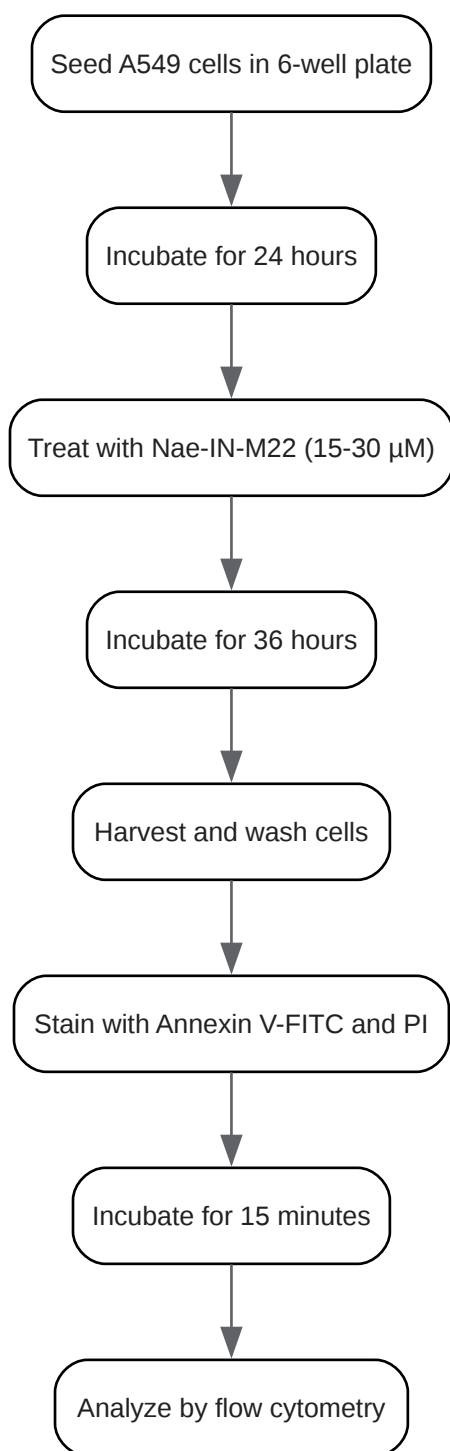 Seed A549 cells in 6-well plate
Incubate for 24 hours
Treat with Nae-IN-M22 (15-30 µM)
Incubate for 36 hours
Harvest and wash cells
Stain with Annexin V-FITC and PI
Incubate for 15 minutes
Analyze by flow cytometry